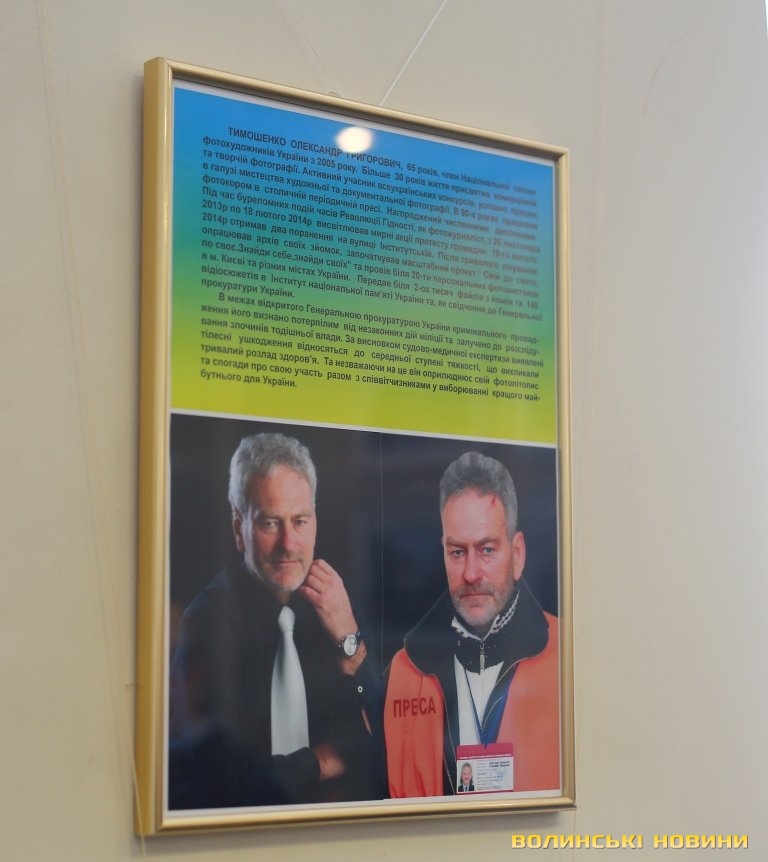 ТИМОШЕНКО ОЛЕКСАНДР ГРИГОРОВИЧ, 65 років, член Національної спілки
фотохудожників України з 2005 року. Більше 30 років життя присвятив комерційній
та творчій фотографії. Активний учасник всеукраїнських конкурсів, успішно працює
в галузі мистецтва художньої та документальної фотографії. В 90-х роках працював
фотокором в столичній періодичній пресі. Нагороджений численними дипломами.
Під час буреломних подій часів Революції Гідності, як фотожурналіст, з 26 листопада
2013р по 18 лютого 2014р висвітлював мирні акції протесту громадян. 18-го лютого
2014р отримав два поранення на вулиці Інститутській. Після тривалого лікування
опрацював архів своїх зйомок, започаткував масштабний проект " Свій до свого,
по своє.Знайди себе,знайди своїх" та провів біля 20-ти персональних фотовиставок
в м. Києві та різних містах України. Передав біля 2-ох тисяч файлів з йомок та 140
відіосюжетів в Інститут національної пам'яті України та, як свідчення до Генеральної
прокуратури України.
В межах відкритого Генеральною прокуратурою України кримінального провад-
ження його визнано потерпілим від незаконних дій міліції та залучено до розсліду-
вання злочинів тодішньої влади. За висновком судово-медичної експертизи виявлені
тілесні ушкодження відносяться до середньої ступені тяжкості, що викликали
тривалий розлад здоров'я. Та незважаючи на це він оприлюднює свій фотолітопис
та спогади про свою участь разом з співвітчизниками у виборюванні кращого май-
бутнього для України.
ПРЕСА
ВОЛИНСЬКІ НОВИНИ